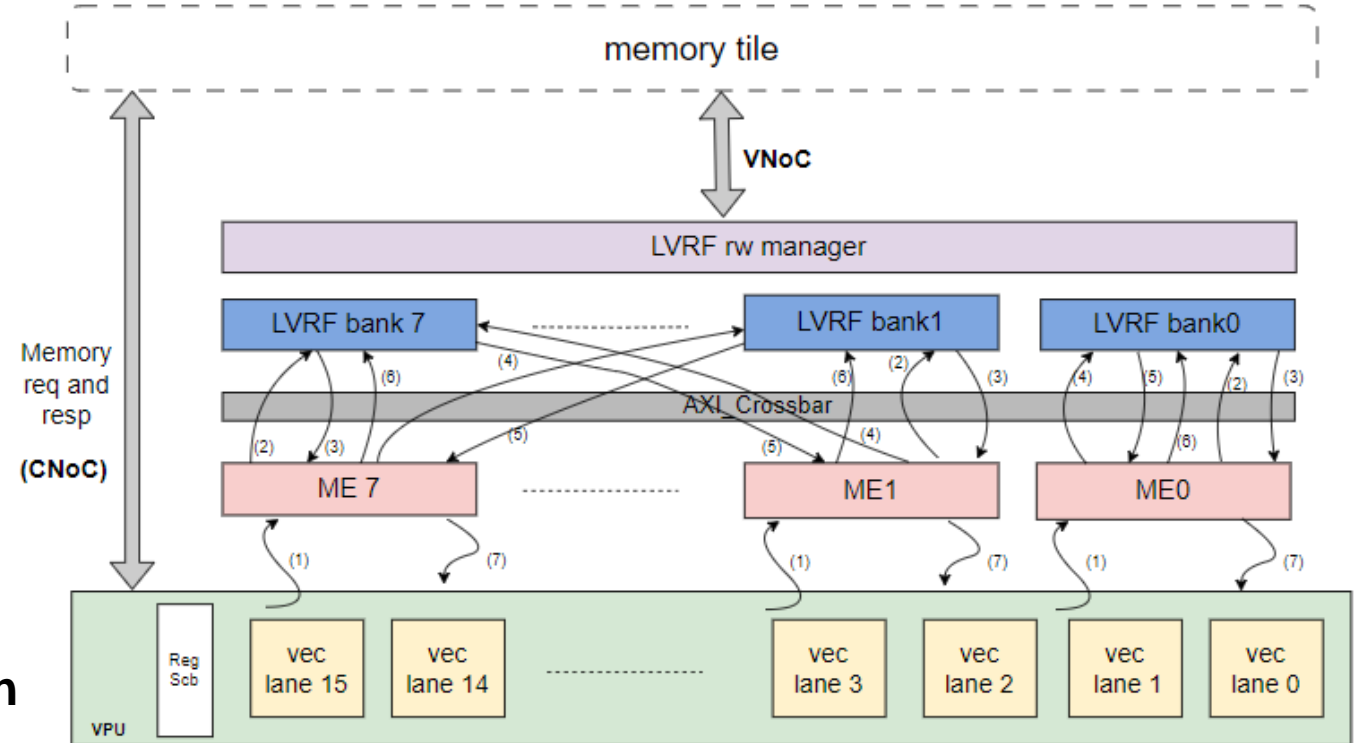 memory tile
VNoC
LVRF rw manager
LVRF bank 7
LVRF bank1
LVRF bank0
Memory
req and
resp
(CNoC)
(4)
(6)
(6)
(2)
(3)
(4)
(5)
(2)
(3)
AXI_Crossbar
(2)
(3)
(5)
(5)
(4)
(6)
ME 7
ME1
ME0
(1)
(7)
(1)
(7)
(1)
(7)
Reg
Scb
vec
lane 15
vec
lane 14
vec
lane 3
vec
lane 2
vec
lane 1
vec
lane 0
n
VPU